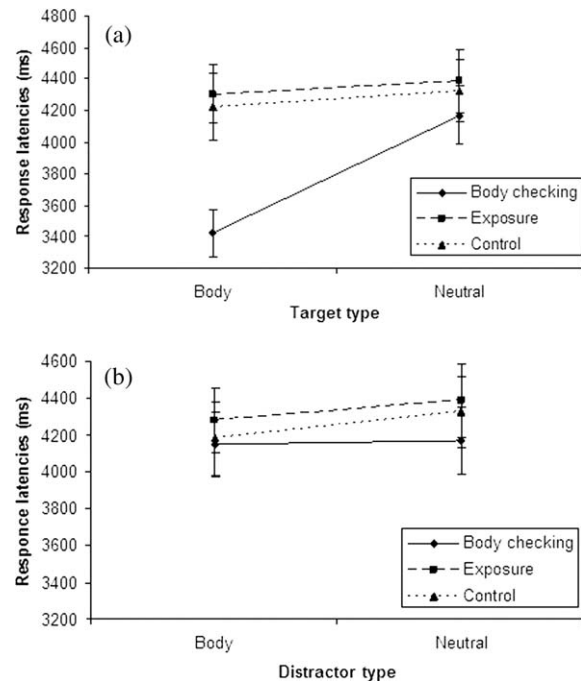 (a)
Response latencies (ms)
4800
4600
4400
4200
4000
3800
3600
3400
3200
Body checking
Exposure
Control
Body Neutral
Target type
(b)
Responce latencies (ms)
4600
4400
4200
4000
3800
3600
3400
3200
Body checking
Exposure
Control
Body Neutral
Distractor type